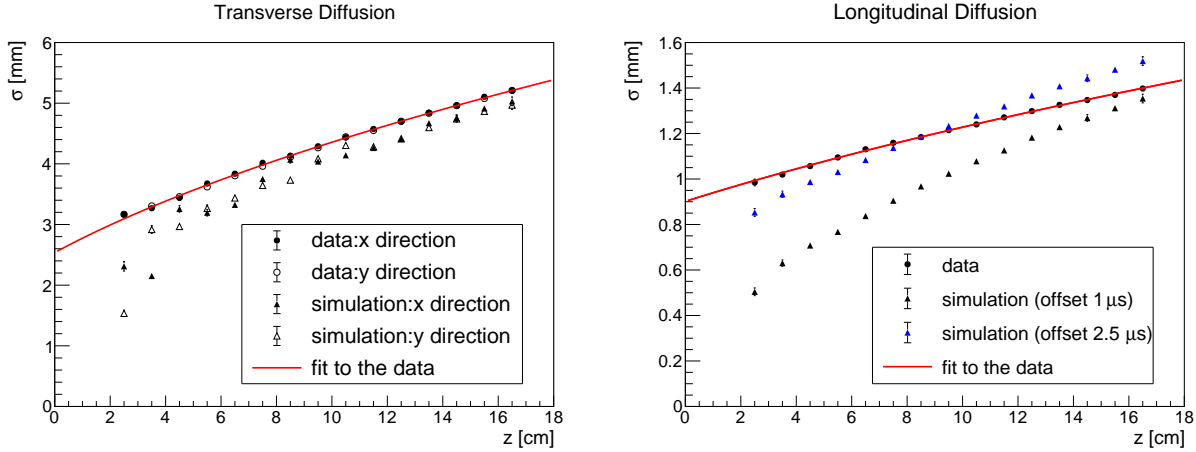 Transverse Diffusion
σ [mm]
6
5
4
3
2
1
0
data:x direction
data:y direction
simulation:x direction
simulation:y direction
fit to the data
0 2 4 6 8 10 12 14 16 18
z [cm]
Longitudinal Diffusion
σ [mm]
1.6
1.4
1.2
1.0
0.8
0.6
0.4
0.2
0
data
simulation (offset 1 μs)
simulation (offset 2.5 μs)
fit to the data
0 2 4 6 8 10 12 14 16 18
z [cm]